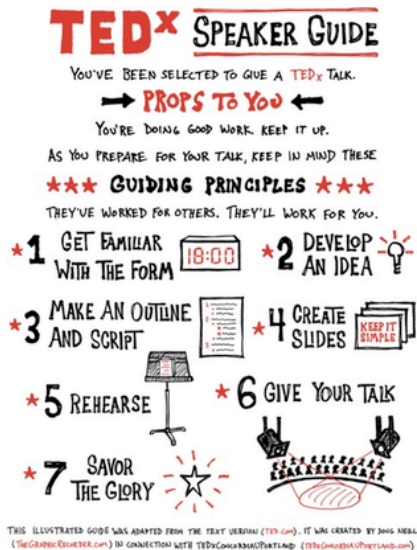 TEDx SPEAKER GUIDE
YOU'VE BEEN SELECTED TO GIVE A TEDx TALK.
PROPS TO YOU
YOU'RE DOING GOOD WORK. KEEP IT UP.
AS YOU PREPARE FOR YOUR TALK, KEEP IN MIND THESE
GUIDING PRINCIPLES
THEY'VE WORKED FOR OTHERS. THEY'LL WORK FOR YOU.
1 GET FAMILIAR
WITH THE FORM
18:00
2 DEVELOP
AN IDEA
3 MAKE AN OUTLINE
AND SCRIPT
4 CREATE
SLIDES
KEEP IT
SIMPLE
5 REHEARSE
6 GIVE YOUR TALK
7 SAVOR
THE GLORY
THIS ILLUSTRATED GUIDE WAS ADAPTED FROM THE TEXT VERSION (TED.COM). IT WAS CREATED BY DOUG NEILL
(THEGRAPHICRECORDER.COM) IN CONNECTION WITH TEDXCONCORDIAUPORTLAND (TEDXCONCORDIAUPORTLAND.COM)